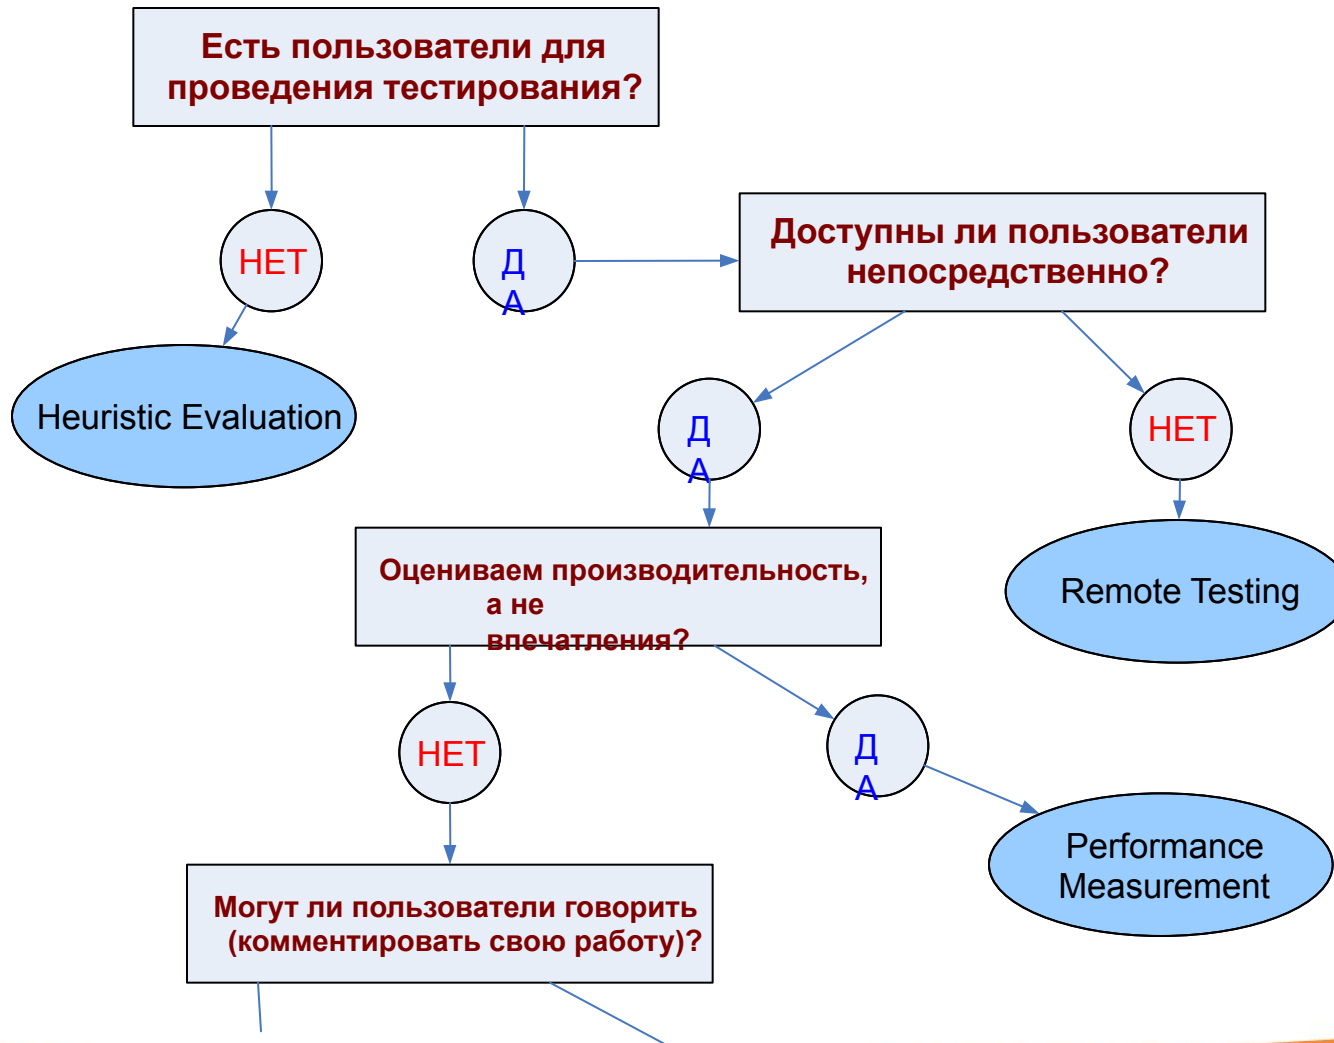 Есть пользователи для
проведения тестирования?
НЕТ
Д
А
Доступны ли пользователи
непосредственно?
Heuristic Evaluation
Д
А
НЕТ
Оцениваем производительность,
а не
впечатления?
Remote Testing
НЕТ
Д
А
Performance
Measurement
Могут ли пользователи говорить
(комментировать свою работу)?